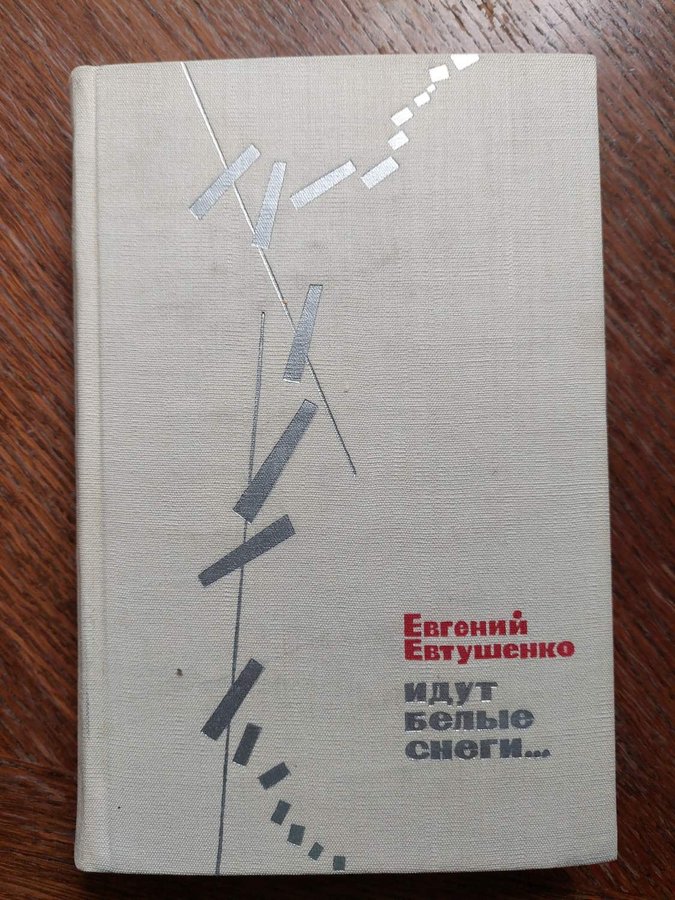 Евгений
Евтушенко
идут
белые
снеги...